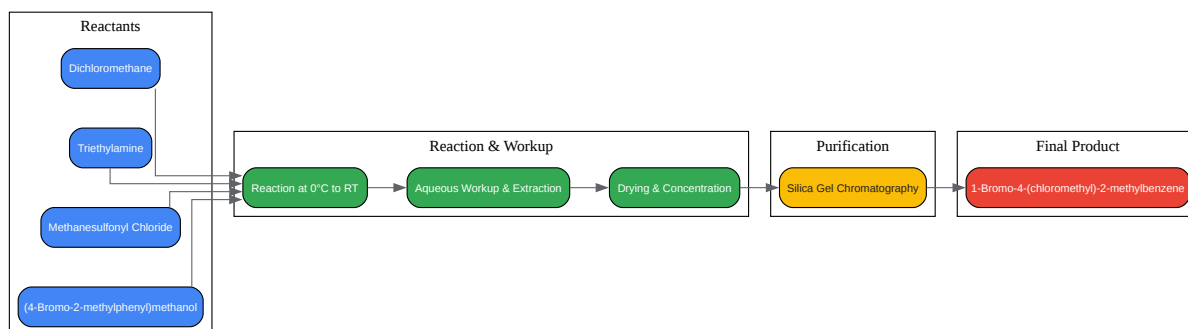 Reactants
Dichloromethane
Triethylamine
Methanesulfonyl Chloride
(4-Bromo-2-methylphenyl)methanol
Reaction & Workup
Reaction at 0°C to RT
Aqueous Workup & Extraction
Drying & Concentration
Purification
Silica Gel Chromatography
Final Product
1-Bromo-4-(chloromethyl)-2-methylbenzene